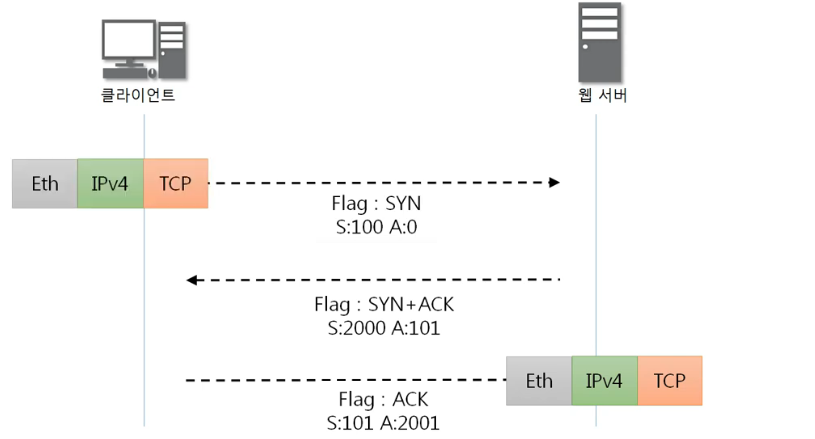 클라이언트
웹 서버
Eth IPv4 TCP
Flag : SYN
S:100 A:0
Flag : SYN+ACK
S:2000 A:101
Eth IPv4 TCP
Flag : ACK
S:101 A:2001